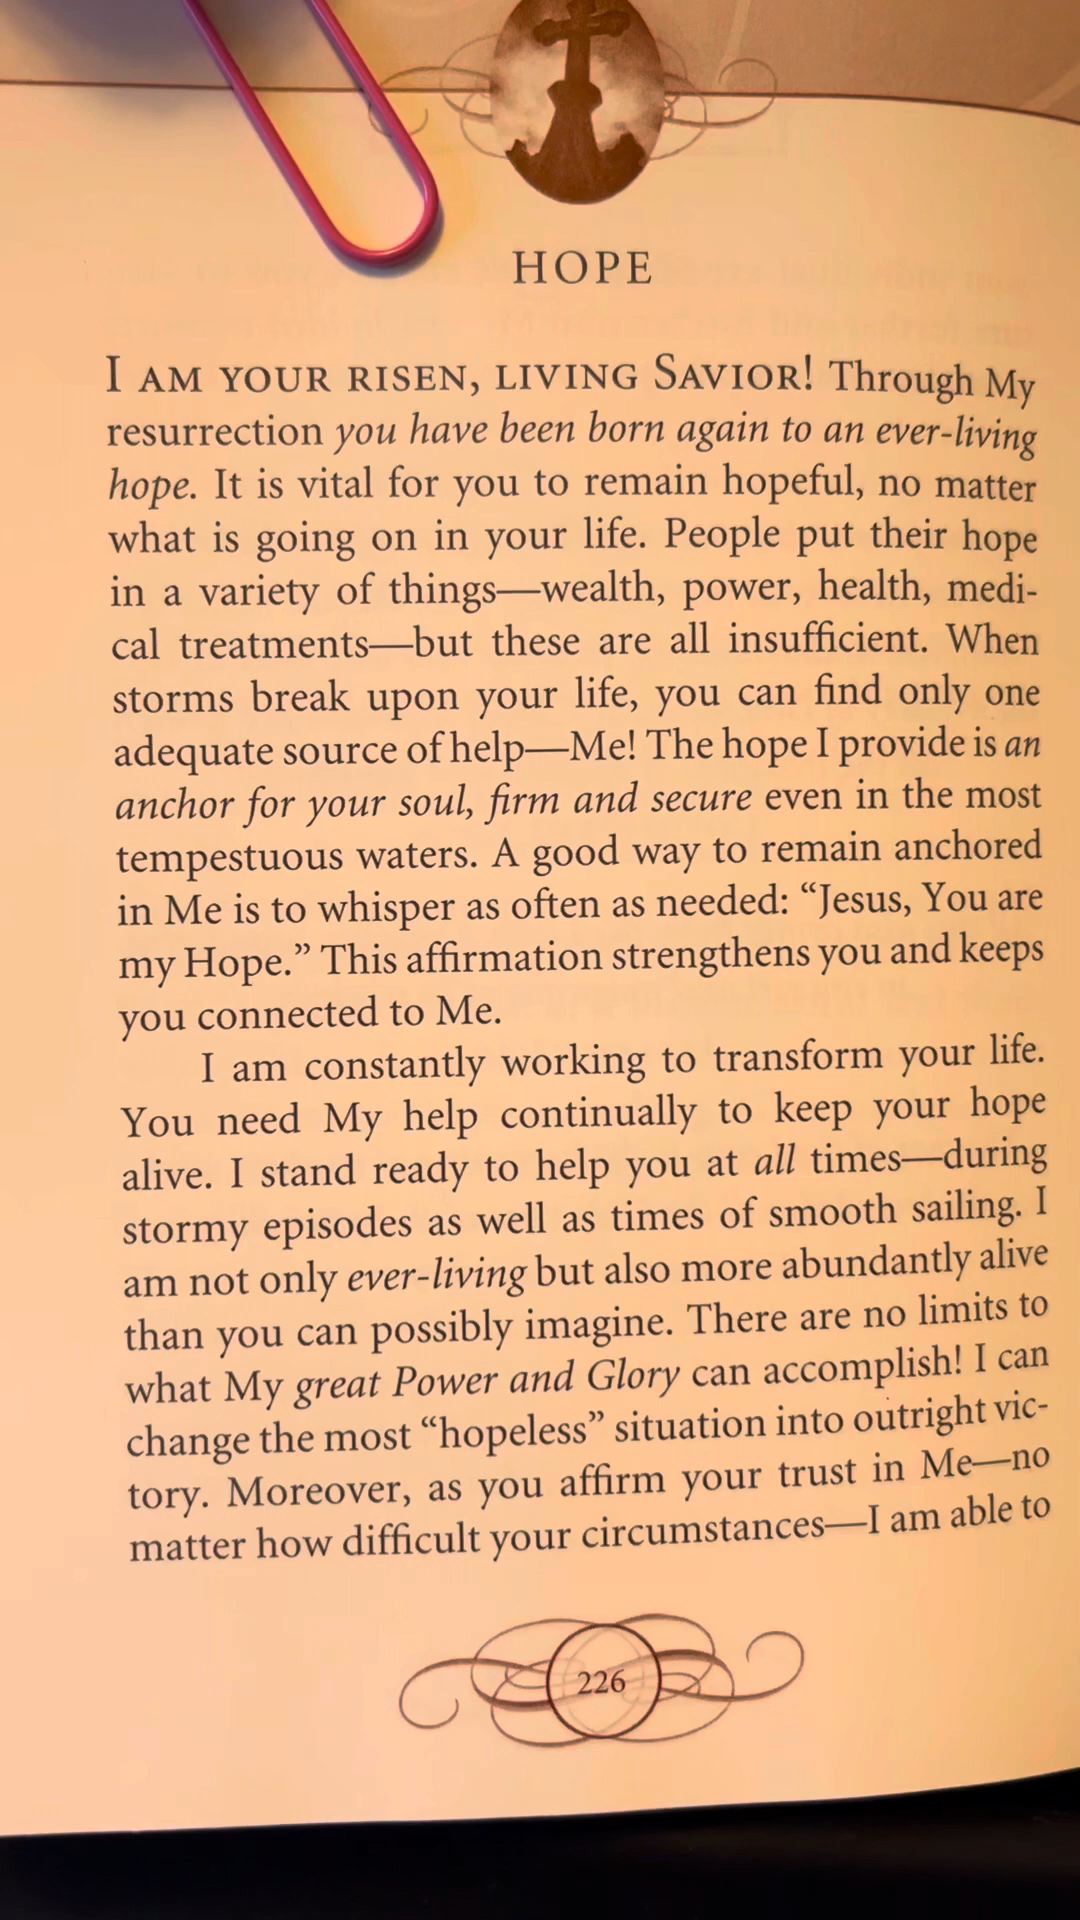 HOPE
I AM YOUR RISEN, LIVING SAVIOR! Through My
resurrection you have been born again to an ever-living
hope. It is vital for you to remain hopeful, no matter
what is going on in your life. People put their hope
in a variety of things—wealth, power, health, medi-
cal treatments—but these are all insufficient. When
storms break upon your life, you can find only one
adequate source of help—Me! The hope I provide is an
anchor for your soul, firm and secure even in the most
tempestuous waters. A good way to remain anchored
in Me is to whisper as often as needed: “Jesus, You are
my Hope.” This affirmation strengthens you and keeps
you connected to Me.
I am constantly working to transform your life.
You need My help continually to keep your hope
alive. I stand ready to help you at all times—during
stormy episodes as well as times of smooth sailing. I
am not only ever-living but also more abundantly alive
than you can possibly imagine. There are no limits to
what My great Power and Glory can accomplish! I can
change the most “hopeless” situation into outright vic-
tory. Moreover, as you affirm your trust in Me—no
matter how difficult your circumstances—I am able to
226